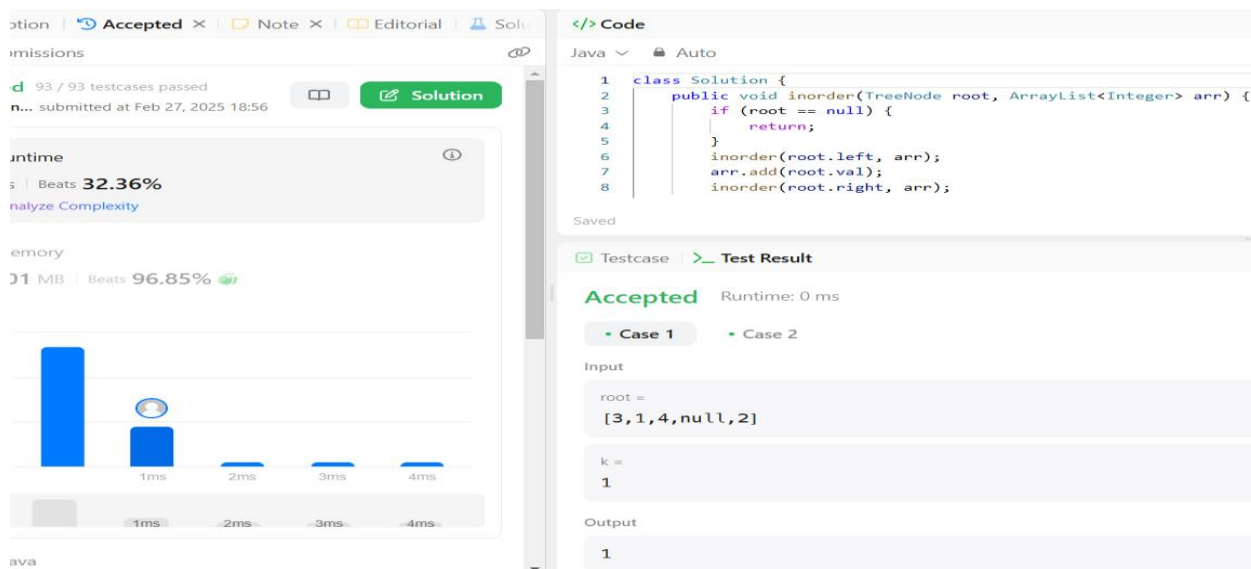 ption Accepted × Note × Editorial Solu
missions
d 93 / 93 testcases passed
n... submitted at Feb 27, 2025 18:56
Solution
untime
s Beats 32.36%
nalyze Complexity
emory
01 MB Beats 96.85%
1ms 2ms 3ms 4ms
1ms 2ms 3ms 4ms
ava
</> Code
Java Auto
1 class Solution {
2 public void inorder(TreeNode root, ArrayList<Integer> arr) {
3 if (root == null) {
4 return;
5 }
6 inorder(root.left, arr);
7 arr.add(root.val);
8 inorder(root.right, arr);
Saved
Testcase >_ Test Result
Accepted Runtime: 0 ms
• Case 1 • Case 2
Input
root =
[3,1,4,null,2]
k =
1
Output
1